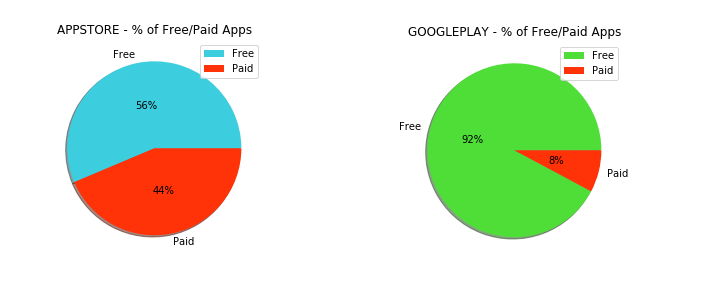 APPSTORE - % of Free/Paid Apps
Free
Free
Paid
56%
44%
Paid
GOOGLEPLAY - % of Free/Paid Apps
Free
Paid
Free
92%
8%
Paid